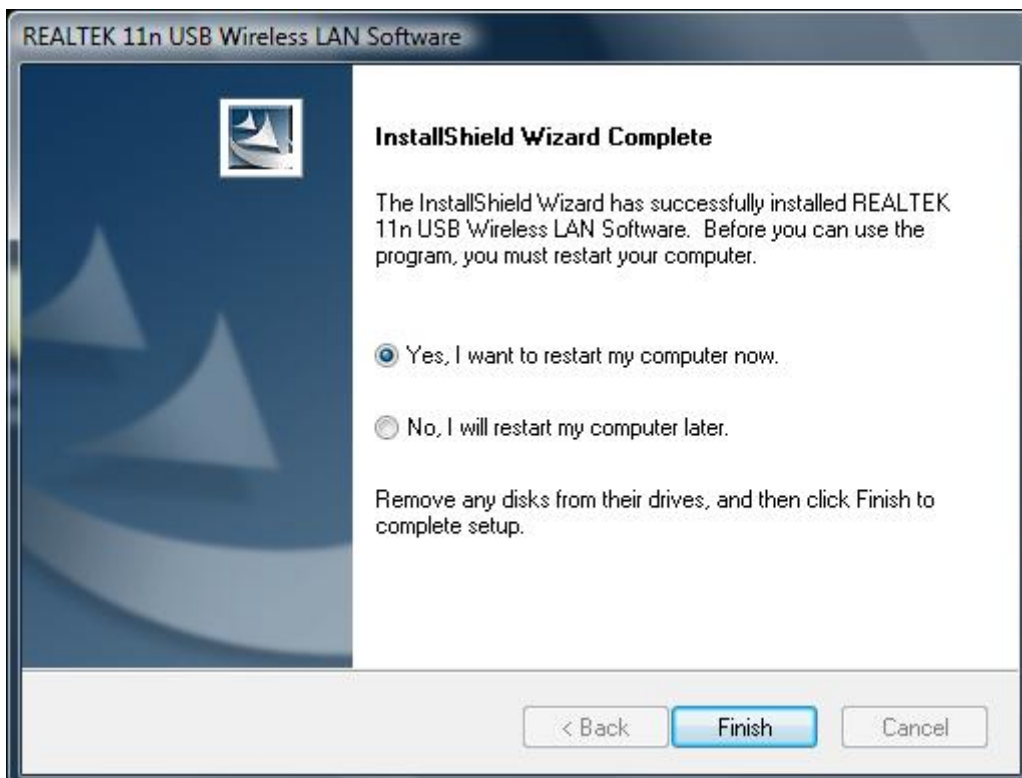 REALTEK 11n USB Wireless LAN Software
InstallShield Wizard Complete
The InstallShield Wizard has successfully installed REALTEK
11n USB Wireless LAN Software. Before you can use the
program, you must restart your computer.
Yes, I want to restart my computer now.
No, I will restart my computer later.
Remove any disks from their drives, and then click Finish to
complete setup.
< Back Finish Cancel